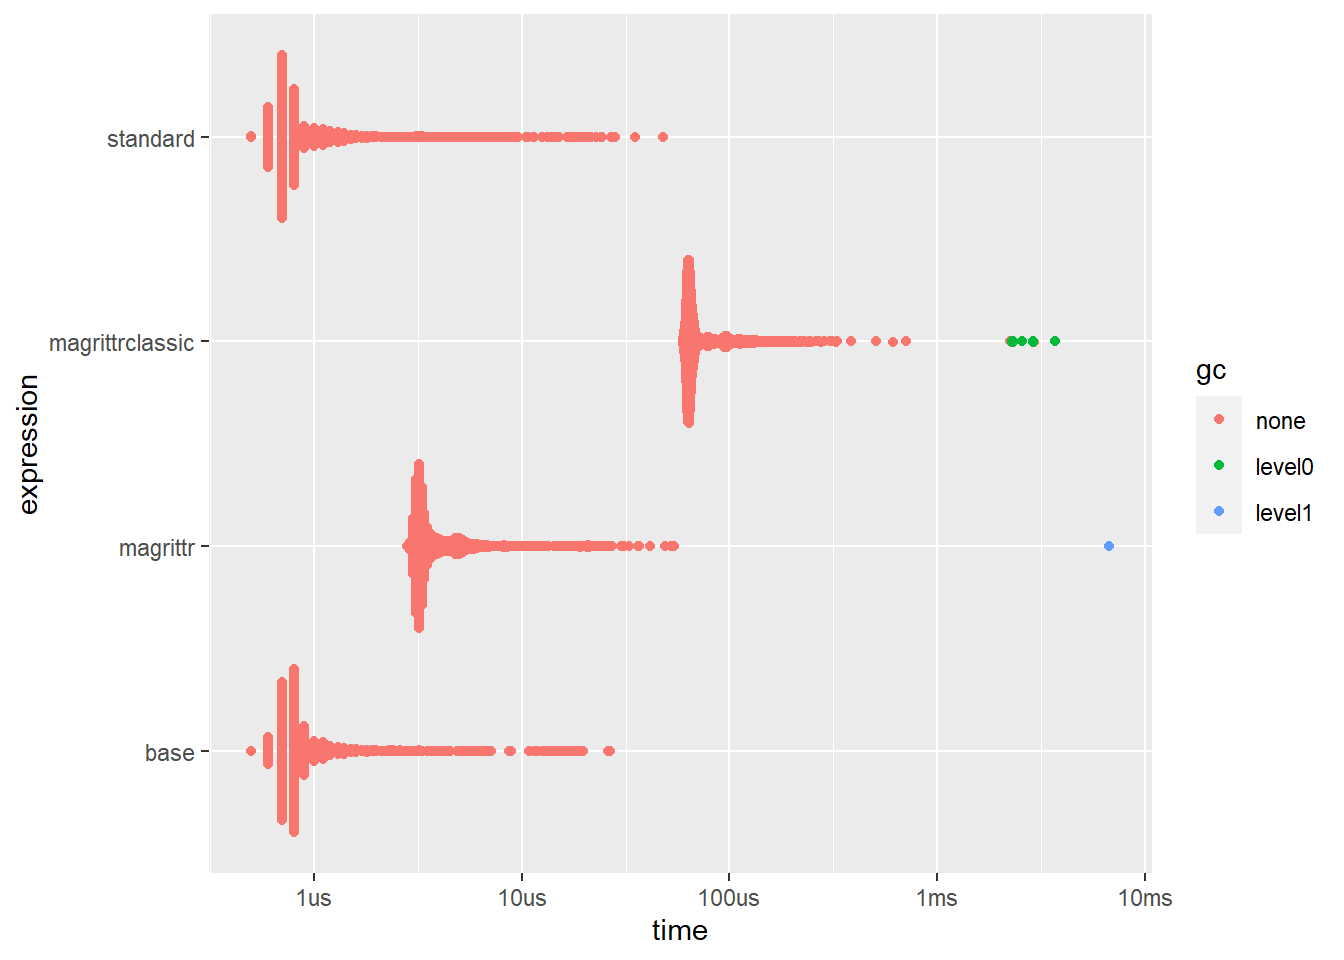 standard
magrittrclassic
magrittr
base
expression
1us
10us
100us
1ms
10ms
time
gc
none
level0
level1